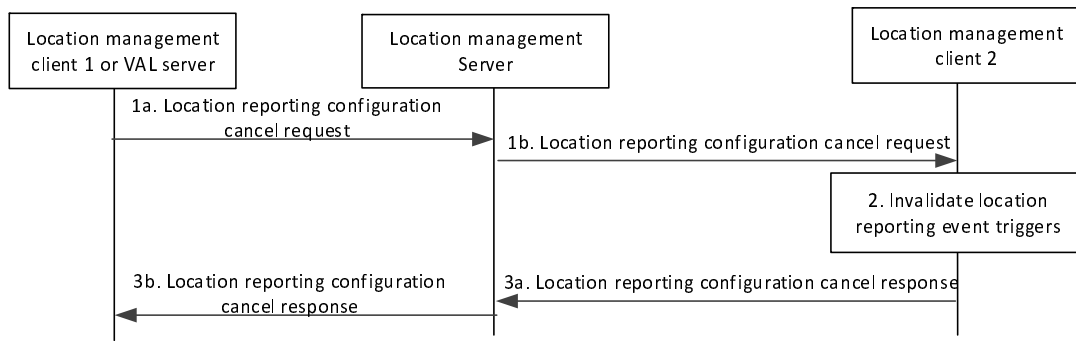 Location management
client 1 or VAL server
Location management
Server
Location management
client 2
1a. Location reporting configuration
cancel request
1b. Location reporting configuration cancel request
2. Invalidate location
reporting event triggers
3b. Location reporting configuration
cancel response
3a. Location reporting configuration cancel response